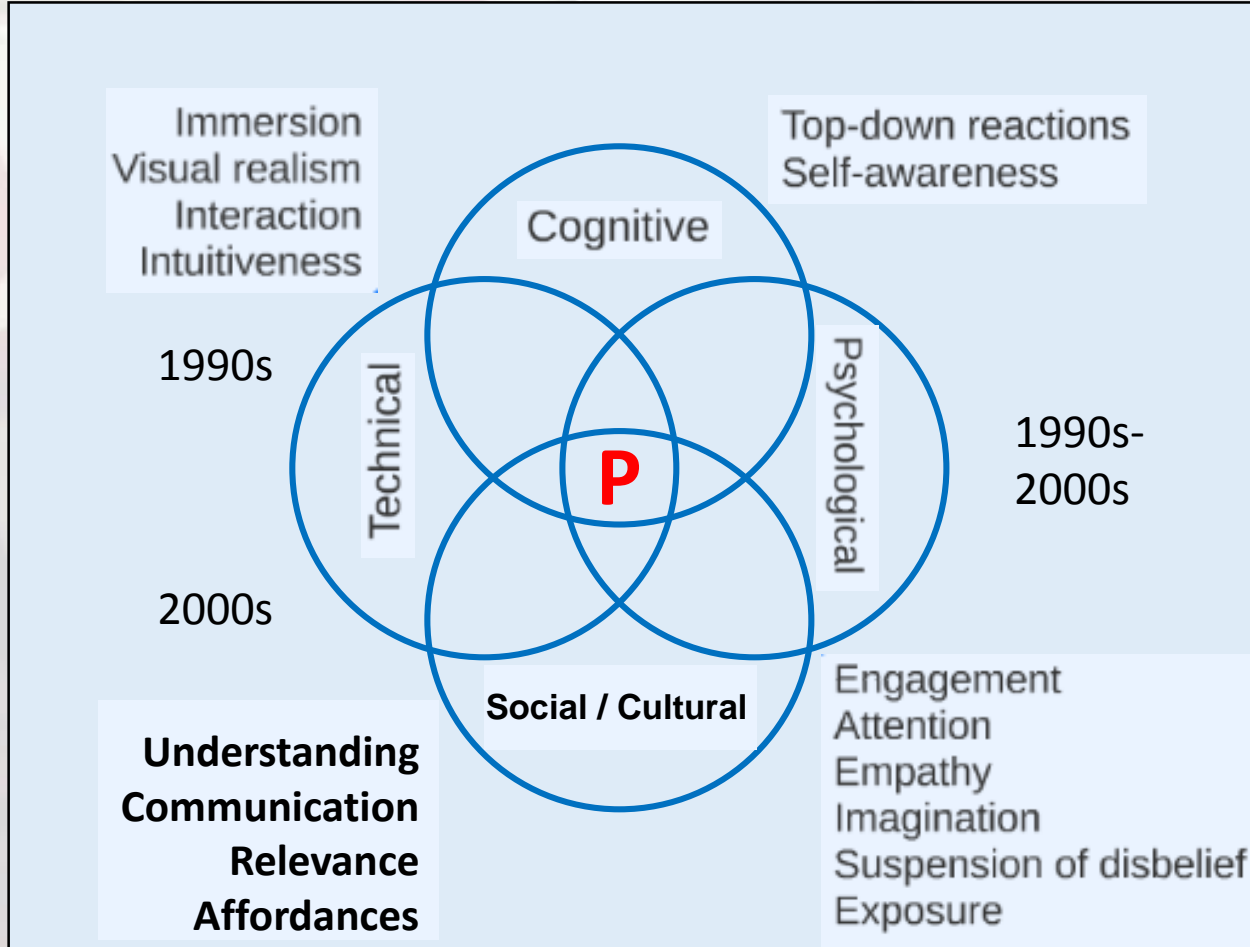 Immersion
Visual realism
Interaction
Intuitiveness
Top-down reactions
Self-awareness
Cognitive
1990s
Technical
P
Psychological
1990s-
2000s
2000s
Social / Cultural
Understanding
Communication
Relevance
Affordances
Engagement
Attention
Empathy
Imagination
Suspension of disbelief
Exposure